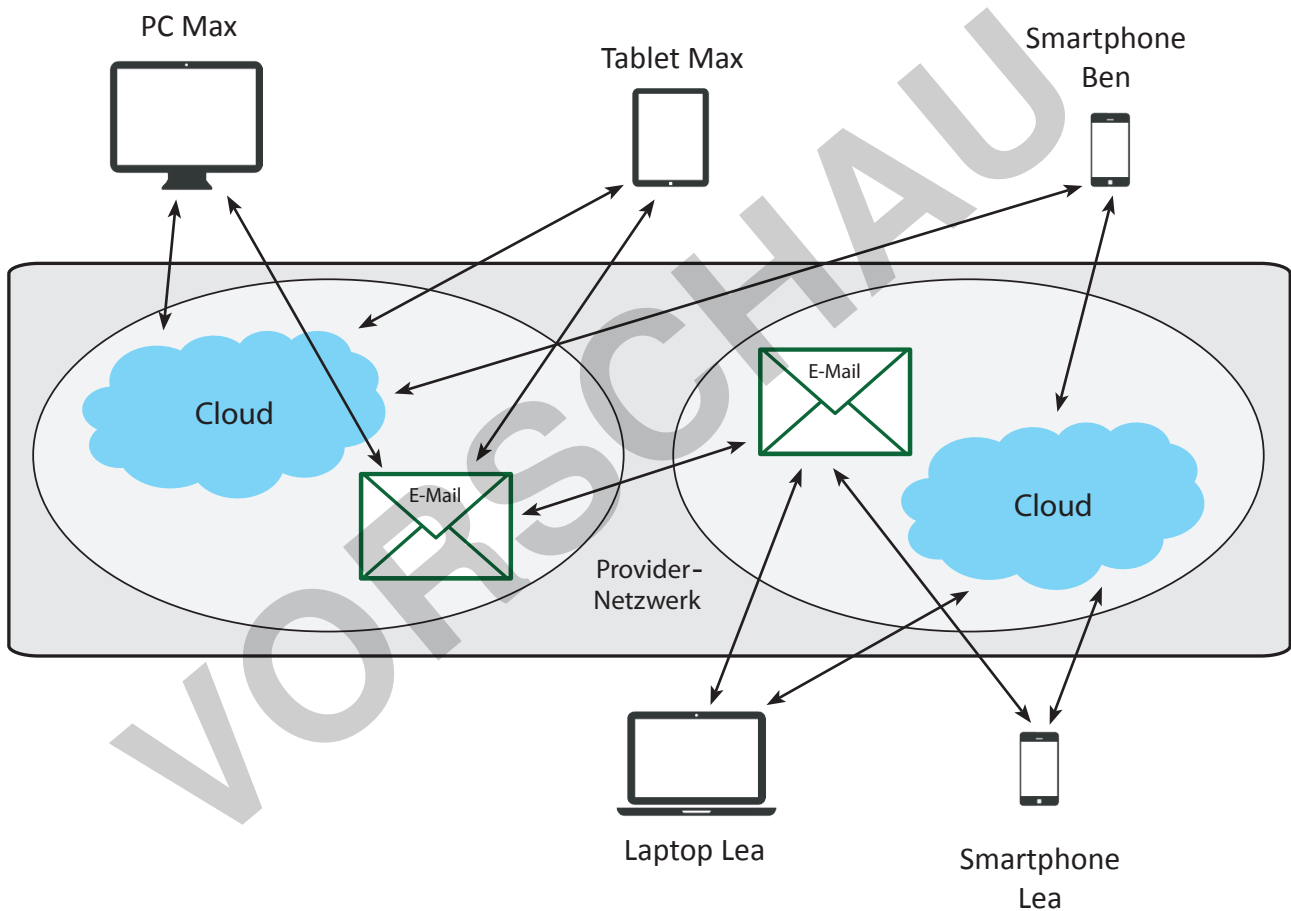 PC Max
Tablet Max
Smartphone
Ben
Cloud
E-Mail
E-Mail
Cloud
Provider-
Netzwerk
Laptop Lea
Smartphone
Lea
VORSCHAU